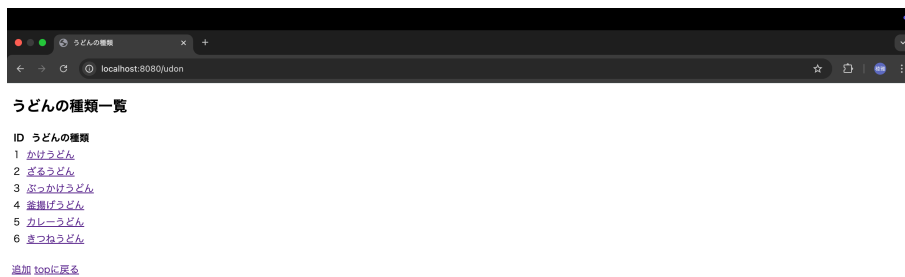 うどんの種類
localhost:8080/udon
うどんの種類一覧
ID うどんの種類
1 かけうどん
2 ざるうどん
3 ぶっかけうどん
4 釜揚げうどん
5 カレーうどん
6 きつねうどん
追加 topに戻る